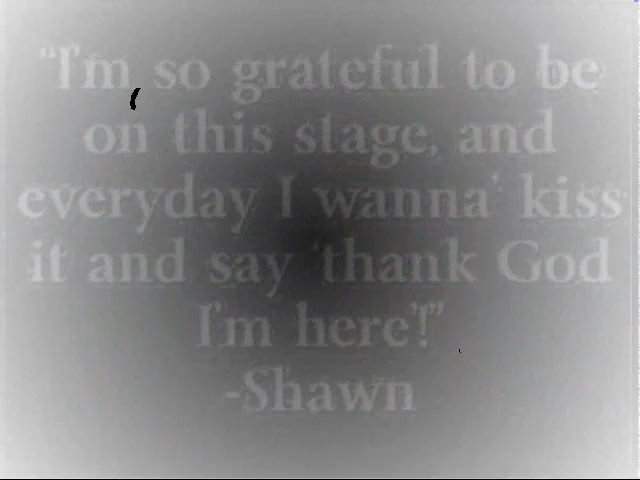 “I'm so grateful to be
on this stage, and
everyday I wanna’ kiss
it and say ‘thank God
I'm here’!”
-Shawn